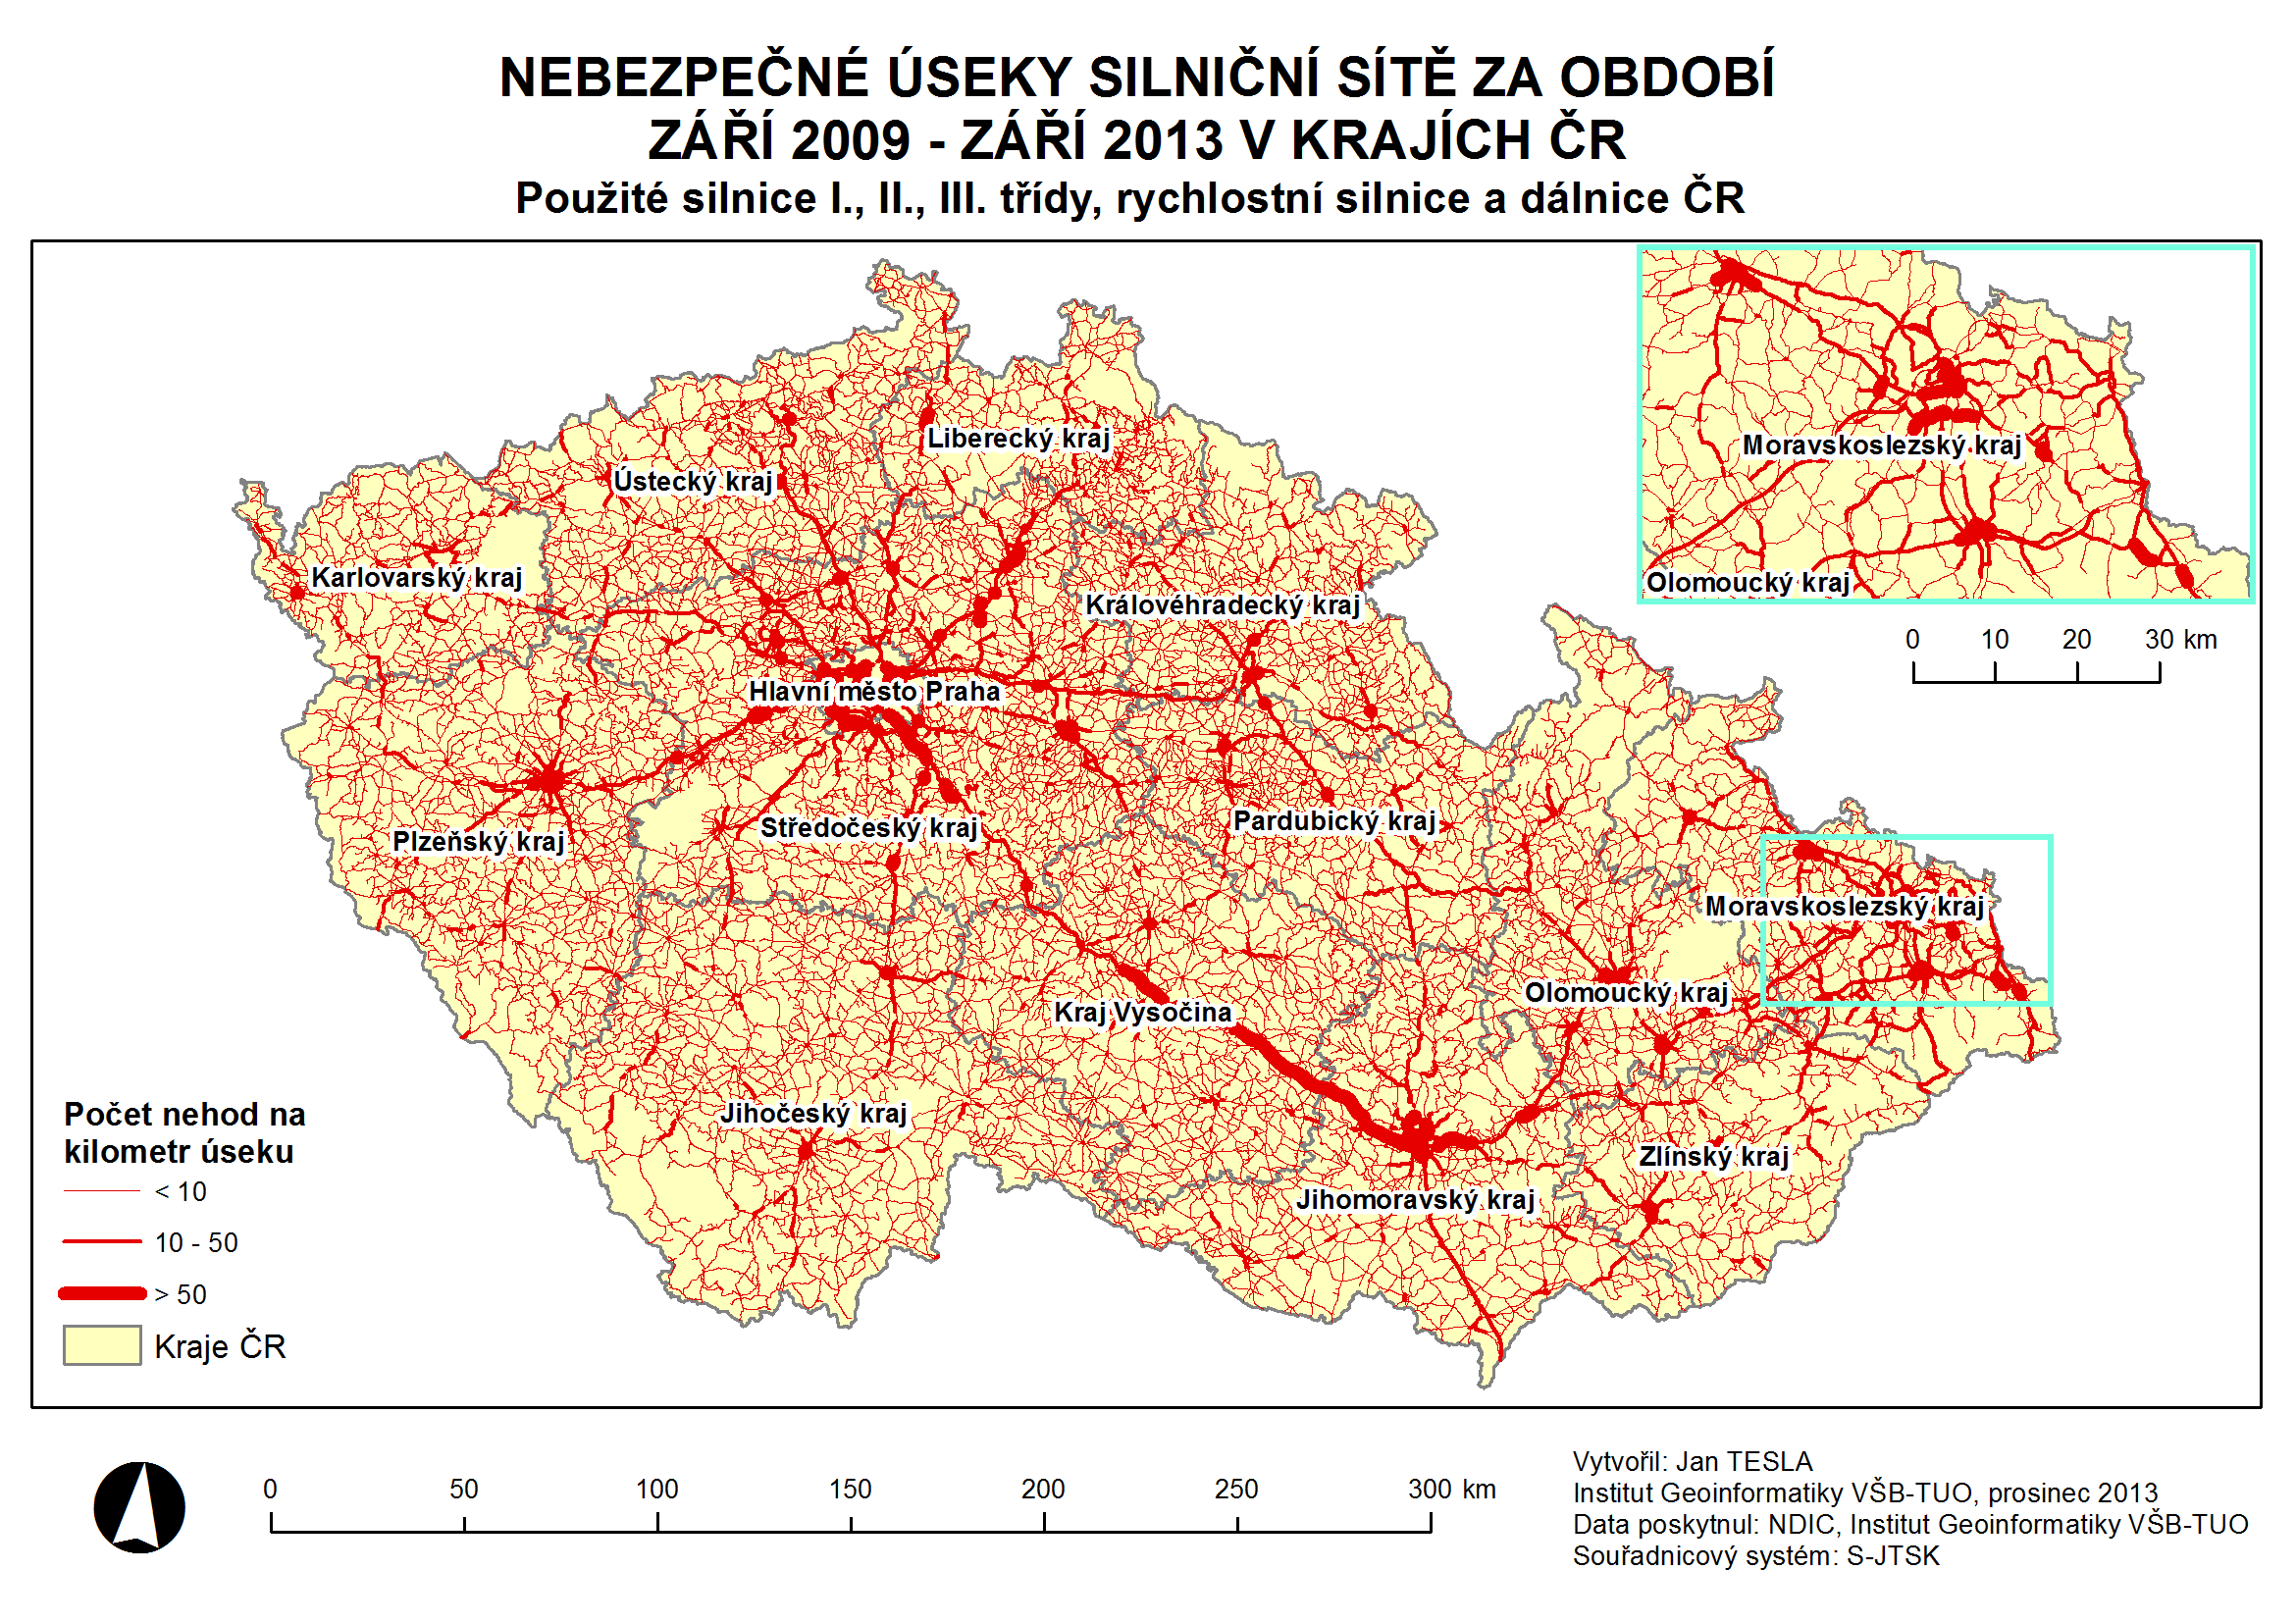 NEBEZPEČNÉ ÚSEKY SILNIČNÍ SÍTĚ ZA OBDOBÍ
ZÁŘÍ 2009 - ZÁŘÍ 2013 V KRAJÍCH ČR
Použité silnice I., II., III. třídy, rychlostní silnice a dálnice ČR
Moravskoslezský kraj
Olomoucký kraj
0 10 20 30 km
Liberecký kraj
Ústecký kraj
Karlovarský kraj
Královéhradecký kraj
Hlavní město Praha
Pardubický kraj
Středočeský kraj
Plzeňský kraj
Moravskoslezský kraj
Olomoucký kraj
Kraj Vysočina
Jihočeský kraj
Zlínský kraj
Jihomoravský kraj
Počet nehod na
kilometr úseku
< 10
10 - 50
> 50
Kraje ČR
0 50 100 150 200 250 300 km
Vytvořil: Jan TESLA
Institut Geoinformatiky VŠB-TUO, prosinec 2013
Data poskytnul: NDIC, Institut Geoinformatiky VŠB-TUO
Souřadnicový systém: S-JTSK